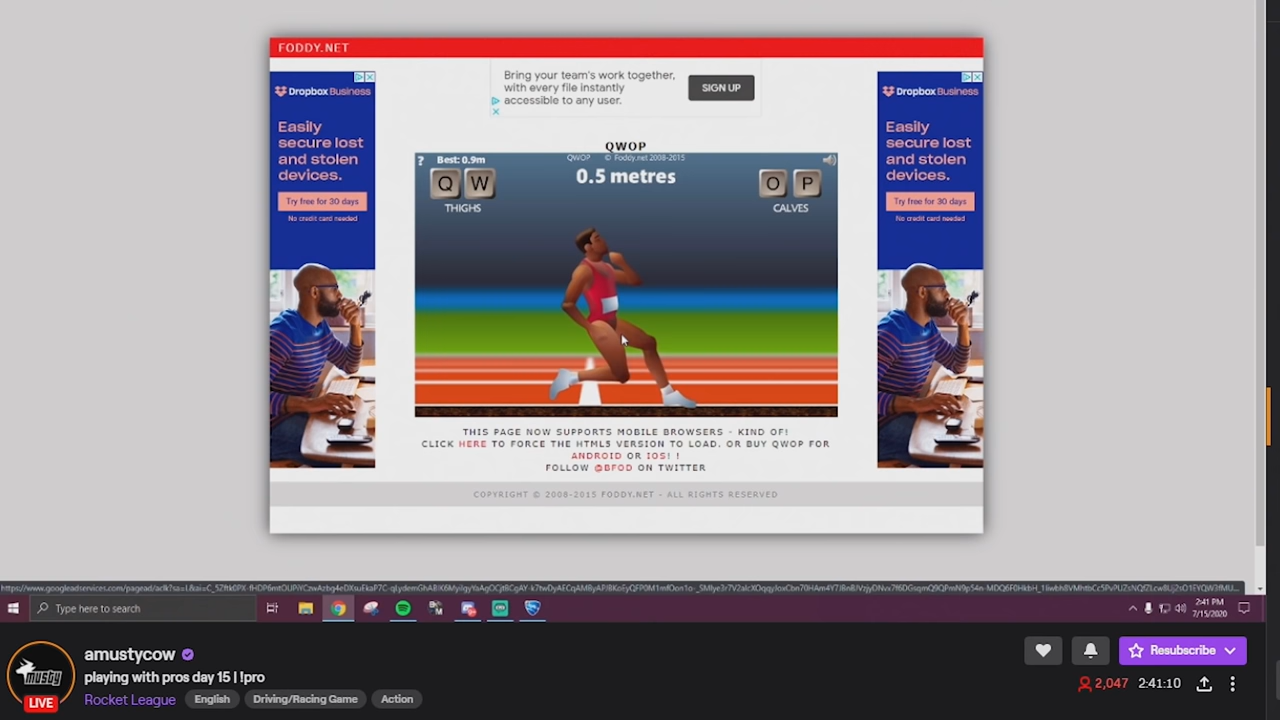 FODDY.NET
Bring your team's work together,
with every file instantly
accessible to any user.
SIGN UP
Dropbox Business
Easily
secure lost
and stolen
devices.
Try free for 30 days
No credit card needed
Dropbox Business
Easily
secure lost
and stolen
devices.
Try free for 30 days
No credit card needed
QWOP
? Best: 0.9m
QWOP © Foddy.net 2008-2015
0.5 metres
Q W
THIGHS
O P
CALVES
THIS PAGE NOW SUPPORTS MOBILE BROWSERS - KIND OF!
CLICK HERE TO FORCE THE HTML5 VERSION TO LOAD. OR BUY QWOP FOR
ANDROID OR IOS! !
FOLLOW @BFOD ON TWITTER
COPYRIGHT © 2008-2015 FODDY.NET - ALL RIGHTS RESERVED
Type here to search
2:41 PM
7/15/2020
musty
LIVE
amustycow
playing with pros day 15 | !pro
Rocket League
English
Driving/Racing Game
Action
Resubscribe
2,047
2:41:10